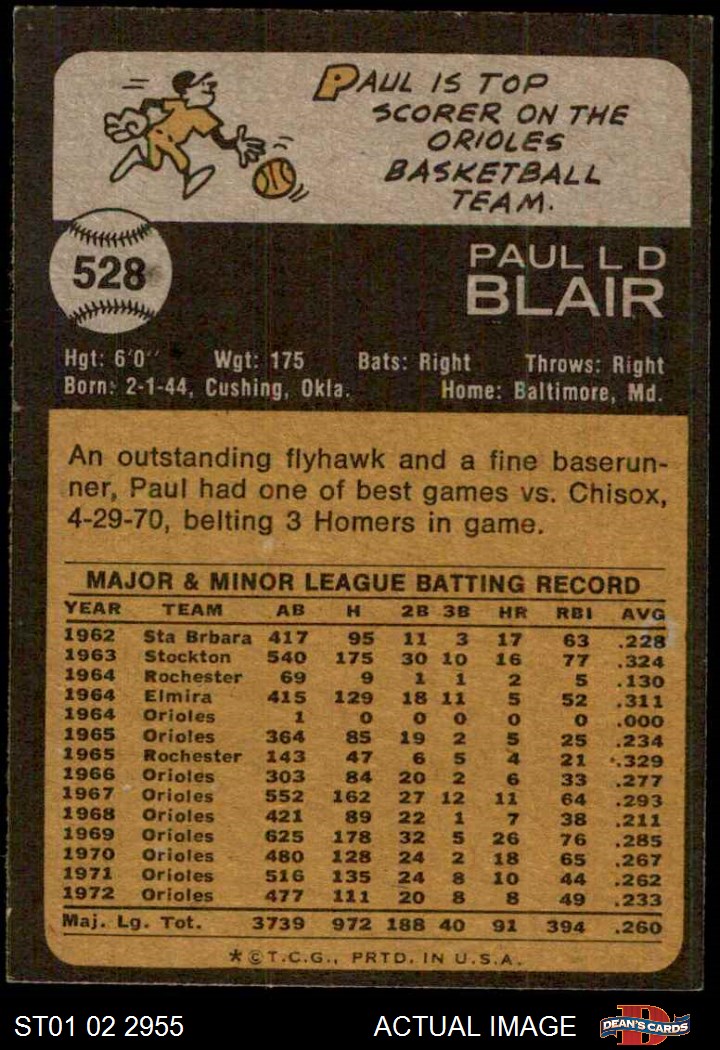 PAUL IS TOP
SCORER ON THE
ORIOLES
BASKETBALL
TEAM.
528
PAUL L D
BLAIR
Hgt: 6'0" Wgt: 175 Bats: Right Throws: Right
Born: 2-1-44, Cushing, Okla. Home: Baltimore, Md.
An outstanding flyhawk and a fine baserun-
ner, Paul had one of best games vs. Chisox,
4-29-70, belting 3 Homers in game.
MAJOR & MINOR LEAGUE BATTING RECORD
YEAR TEAM AB H 2B 3B HR RBI AVG
1962 Sta Brbara 417 95 11 3 17 63 .228
1963 Stockton 540 175 30 10 16 77 .324
1964 Rochester 69 9 1 1 2 5 .130
1964 Elmira 415 129 18 11 5 52 .311
1964 Orioles 1 0 0 0 0 0 .000
1965 Orioles 364 85 19 2 5 25 .234
1965 Rochester 143 47 6 5 4 21 .329
1966 Orioles 303 84 20 2 6 33 .277
1967 Orioles 552 162 27 12 11 64 .293
1968 Orioles 421 89 22 1 7 38 .211
1969 Orioles 625 178 32 5 26 76 .285
1970 Orioles 480 128 24 2 18 65 .267
1971 Orioles 516 135 24 8 10 44 .262
1972 Orioles 477 111 20 8 8 49 .233
Maj. Lg. Tot. 3739 972 188 40 91 394 .260
*©T.C.G., PRTD. IN U.S.A.
ST01 02 2955 ACTUAL IMAGE D DEAN'S CARDS